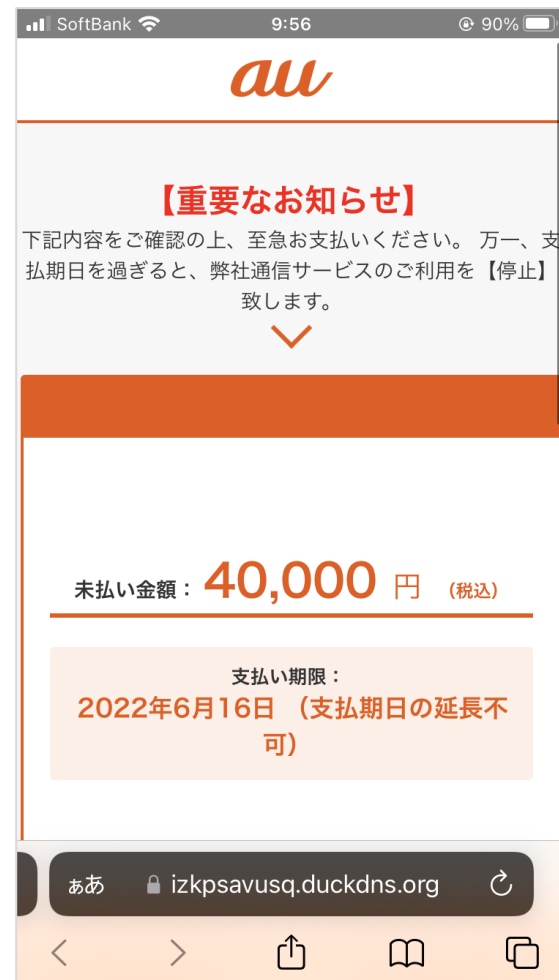 SoftBank 9:56 90%
au
【重要なお知らせ】
下記内容をご確認の上、至急お支払いください。 万一、支
払期日を過ぎると、弊社通信サービスのご利用を【停止】
致します。
未払い金額： 40,000 円 （税込）
支払い期限：
2022年6月16日 （支払期日の延長不
可）
ぁあ izkpsavusq.duckdns.org